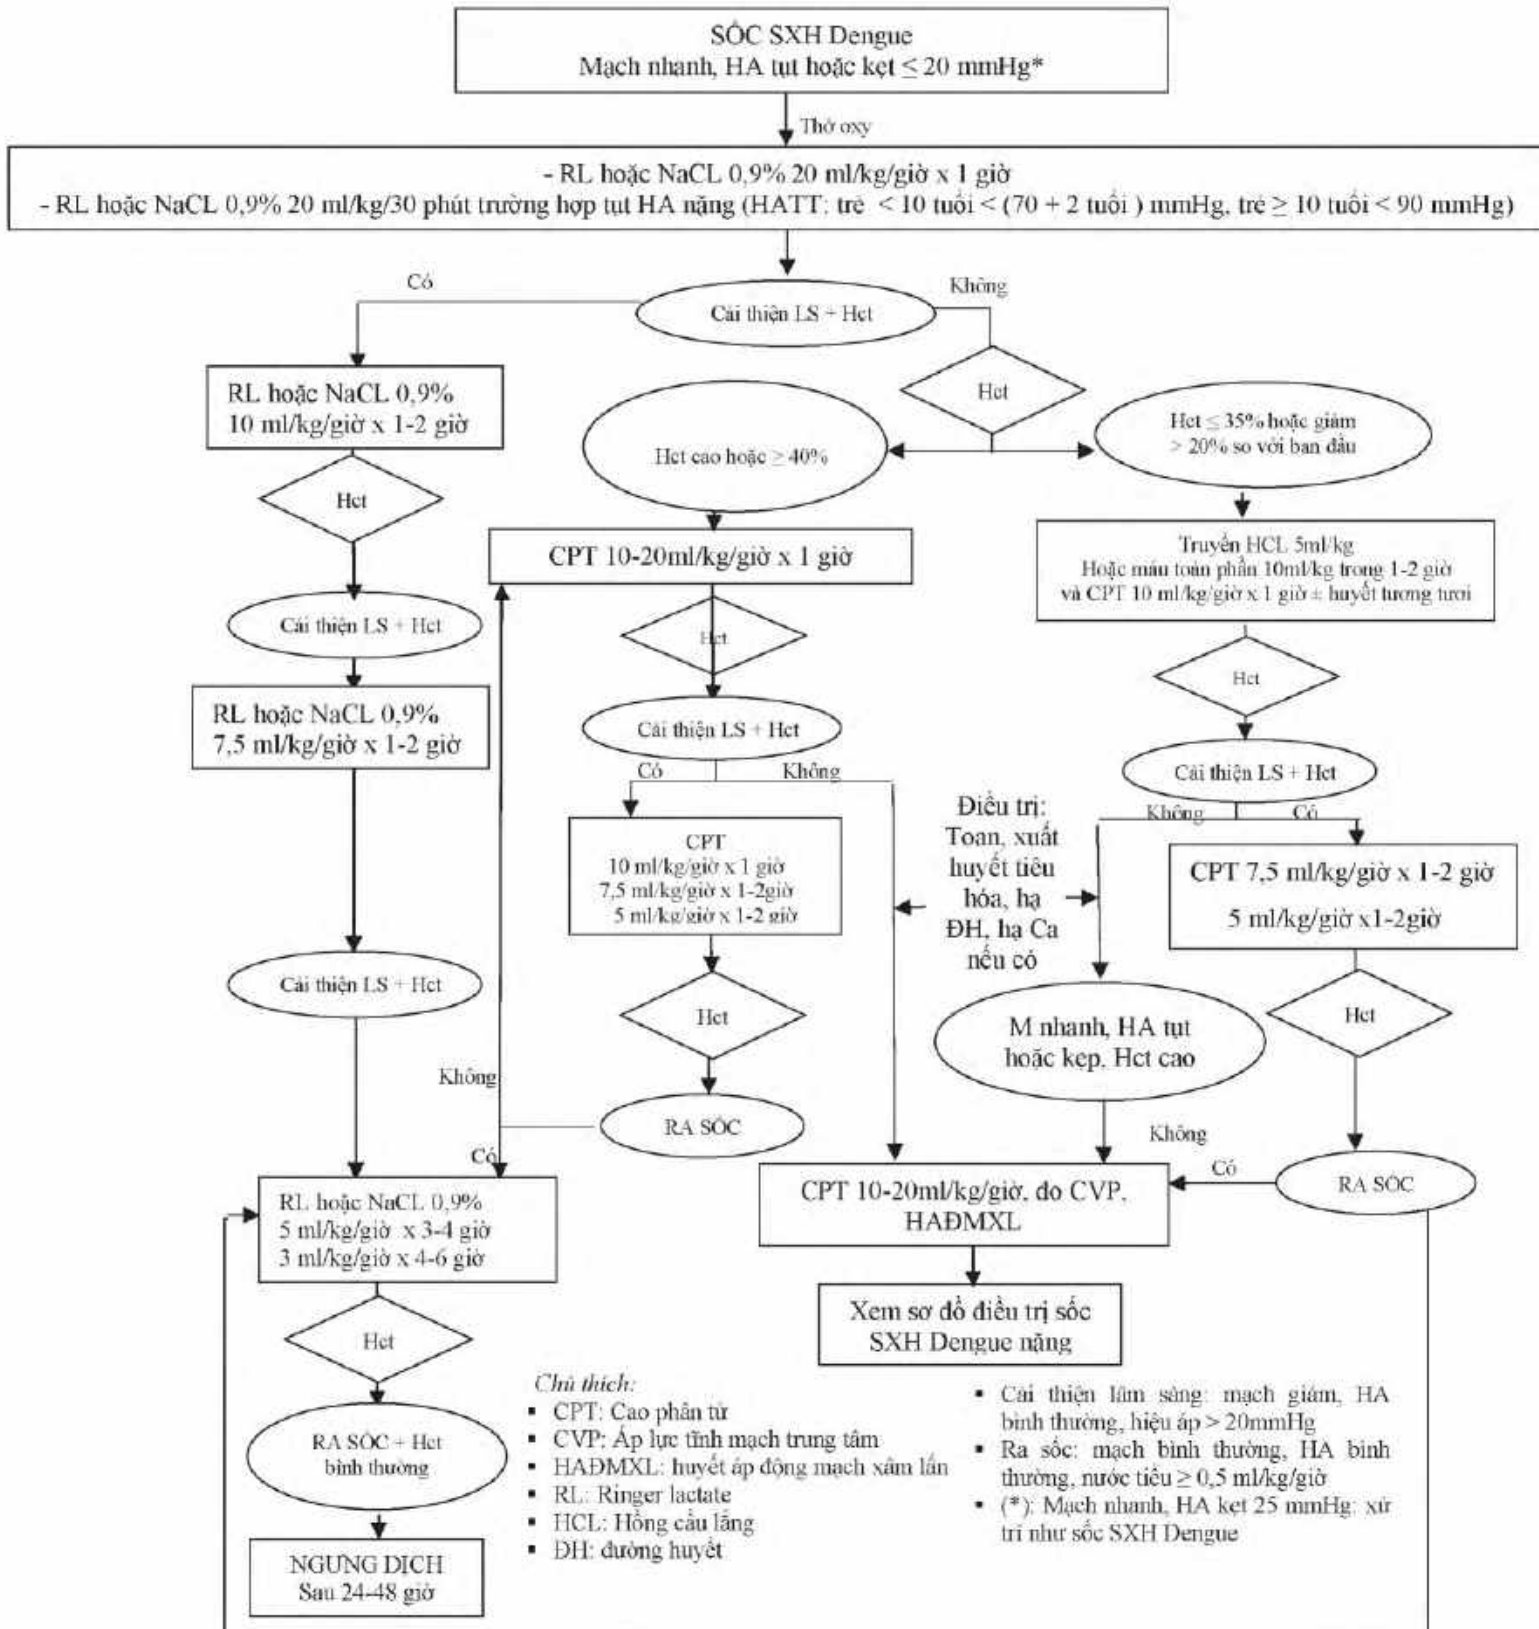 SỐC SXH Dengue
Mạch nhanh, HA tụt hoặc kẹt ≤ 20 mmHg*
Thở oxy
- RL hoặc NaCL 0,9% 20 ml/kg/giờ x 1 giờ
- RL hoặc NaCL 0,9% 20 ml/kg/30 phút trường hợp tụt HA nặng (HATT: trẻ < 10 tuổi < (70 + 2 tuổi ) mmHg, trẻ ≥ 10 tuổi < 90 mmHg)
Có
Cải thiện LS + Hct
Không
RL hoặc NaCL 0,9%
10 ml/kg/giờ x 1-2 giờ
Hct
Hct cao hoặc ≥ 40%
Hct ≤ 35% hoặc giảm
> 20% so với ban đầu
Hct
CPT 10-20ml/kg/giờ x 1 giờ
Truyền HCL 5ml/kg
Hoặc máu toàn phần 10ml/kg trong 1-2 giờ
và CPT 10 ml/kg/giờ x 1 giờ ± huyết tương tươi
Cải thiện LS + Hct
Hct
Hct
RL hoặc NaCL 0,9%
7,5 ml/kg/giờ x 1-2 giờ
Cải thiện LS + Hct
Có
Không
Cải thiện LS + Hct
Không
Có
CPT
10 ml/kg/giờ x 1 giờ
7,5 ml/kg/giờ x 1-2giờ
5 ml/kg/giờ x 1-2 giờ
Điều trị:
Toan, xuất
huyết tiêu
hóa, hạ
ĐH, hạ Ca
nếu có
CPT 7,5 ml/kg/giờ x 1-2 giờ
5 ml/kg/giờ x1-2giờ
Cải thiện LS + Hct
Hct
M nhanh, HA tụt
hoặc kẹp, Hct cao
Hct
Không
RA SỐC
Có
Không
Có
RA SỐC
RL hoặc NaCL 0,9%
5 ml/kg/giờ x 3-4 giờ
3 ml/kg/giờ x 4-6 giờ
CPT 10-20ml/kg/giờ, đo CVP,
HAĐMXL
Hct
Xem sơ đồ điều trị sốc
SXH Dengue nặng
RA SỐC + Hct
bình thường
NGƯNG DỊCH
Sau 24-48 giờ
Chú thích:
▪ CPT: Cao phân tử
▪ CVP: Áp lực tĩnh mạch trung tâm
▪ HAĐMXL: huyết áp động mạch xâm lấn
▪ RL: Ringer lactate
▪ HCL: Hồng cầu lắng
▪ ĐH: đường huyết
▪ Cải thiện lâm sàng: mạch giảm, HA
bình thường, hiệu áp > 20mmHg
▪ Ra sốc: mạch bình thường, HA bình
thường, nước tiểu ≥ 0,5 ml/kg/giờ
▪ (*): Mạch nhanh, HA kẹt 25 mmHg: xử
trí như sốc SXH Dengue